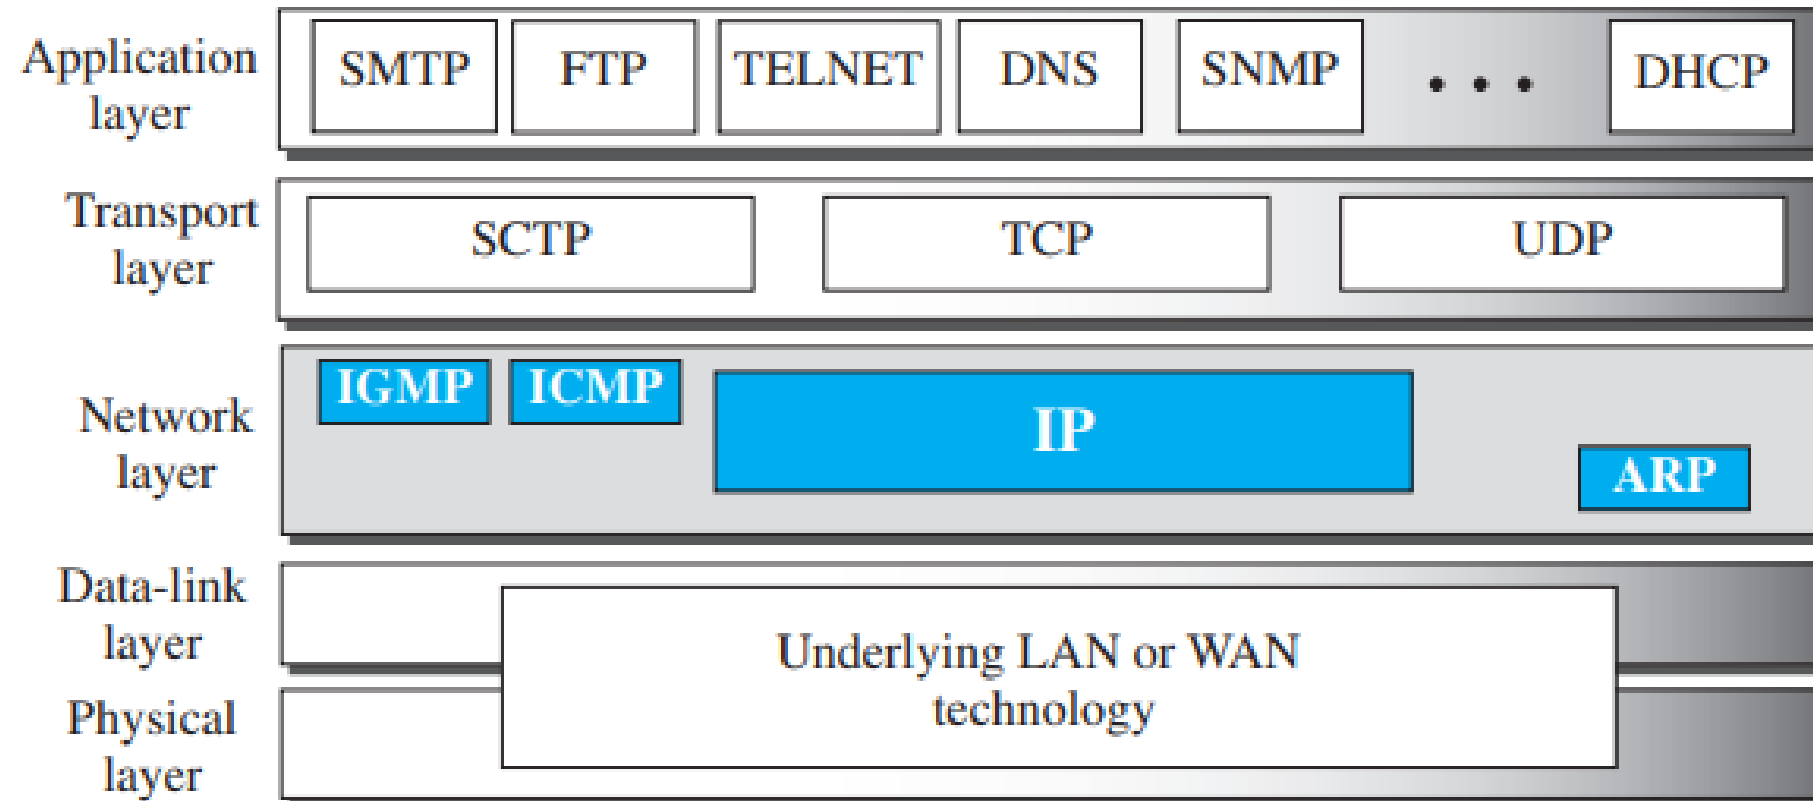 Application
layer
SMTP FTP TELNET DNS SNMP • • • DHCP
Transport
layer
SCTP TCP UDP
Network
layer
IGMP ICMP IP ARP
Data-link
layer
Physical
layer
Underlying LAN or WAN
technology